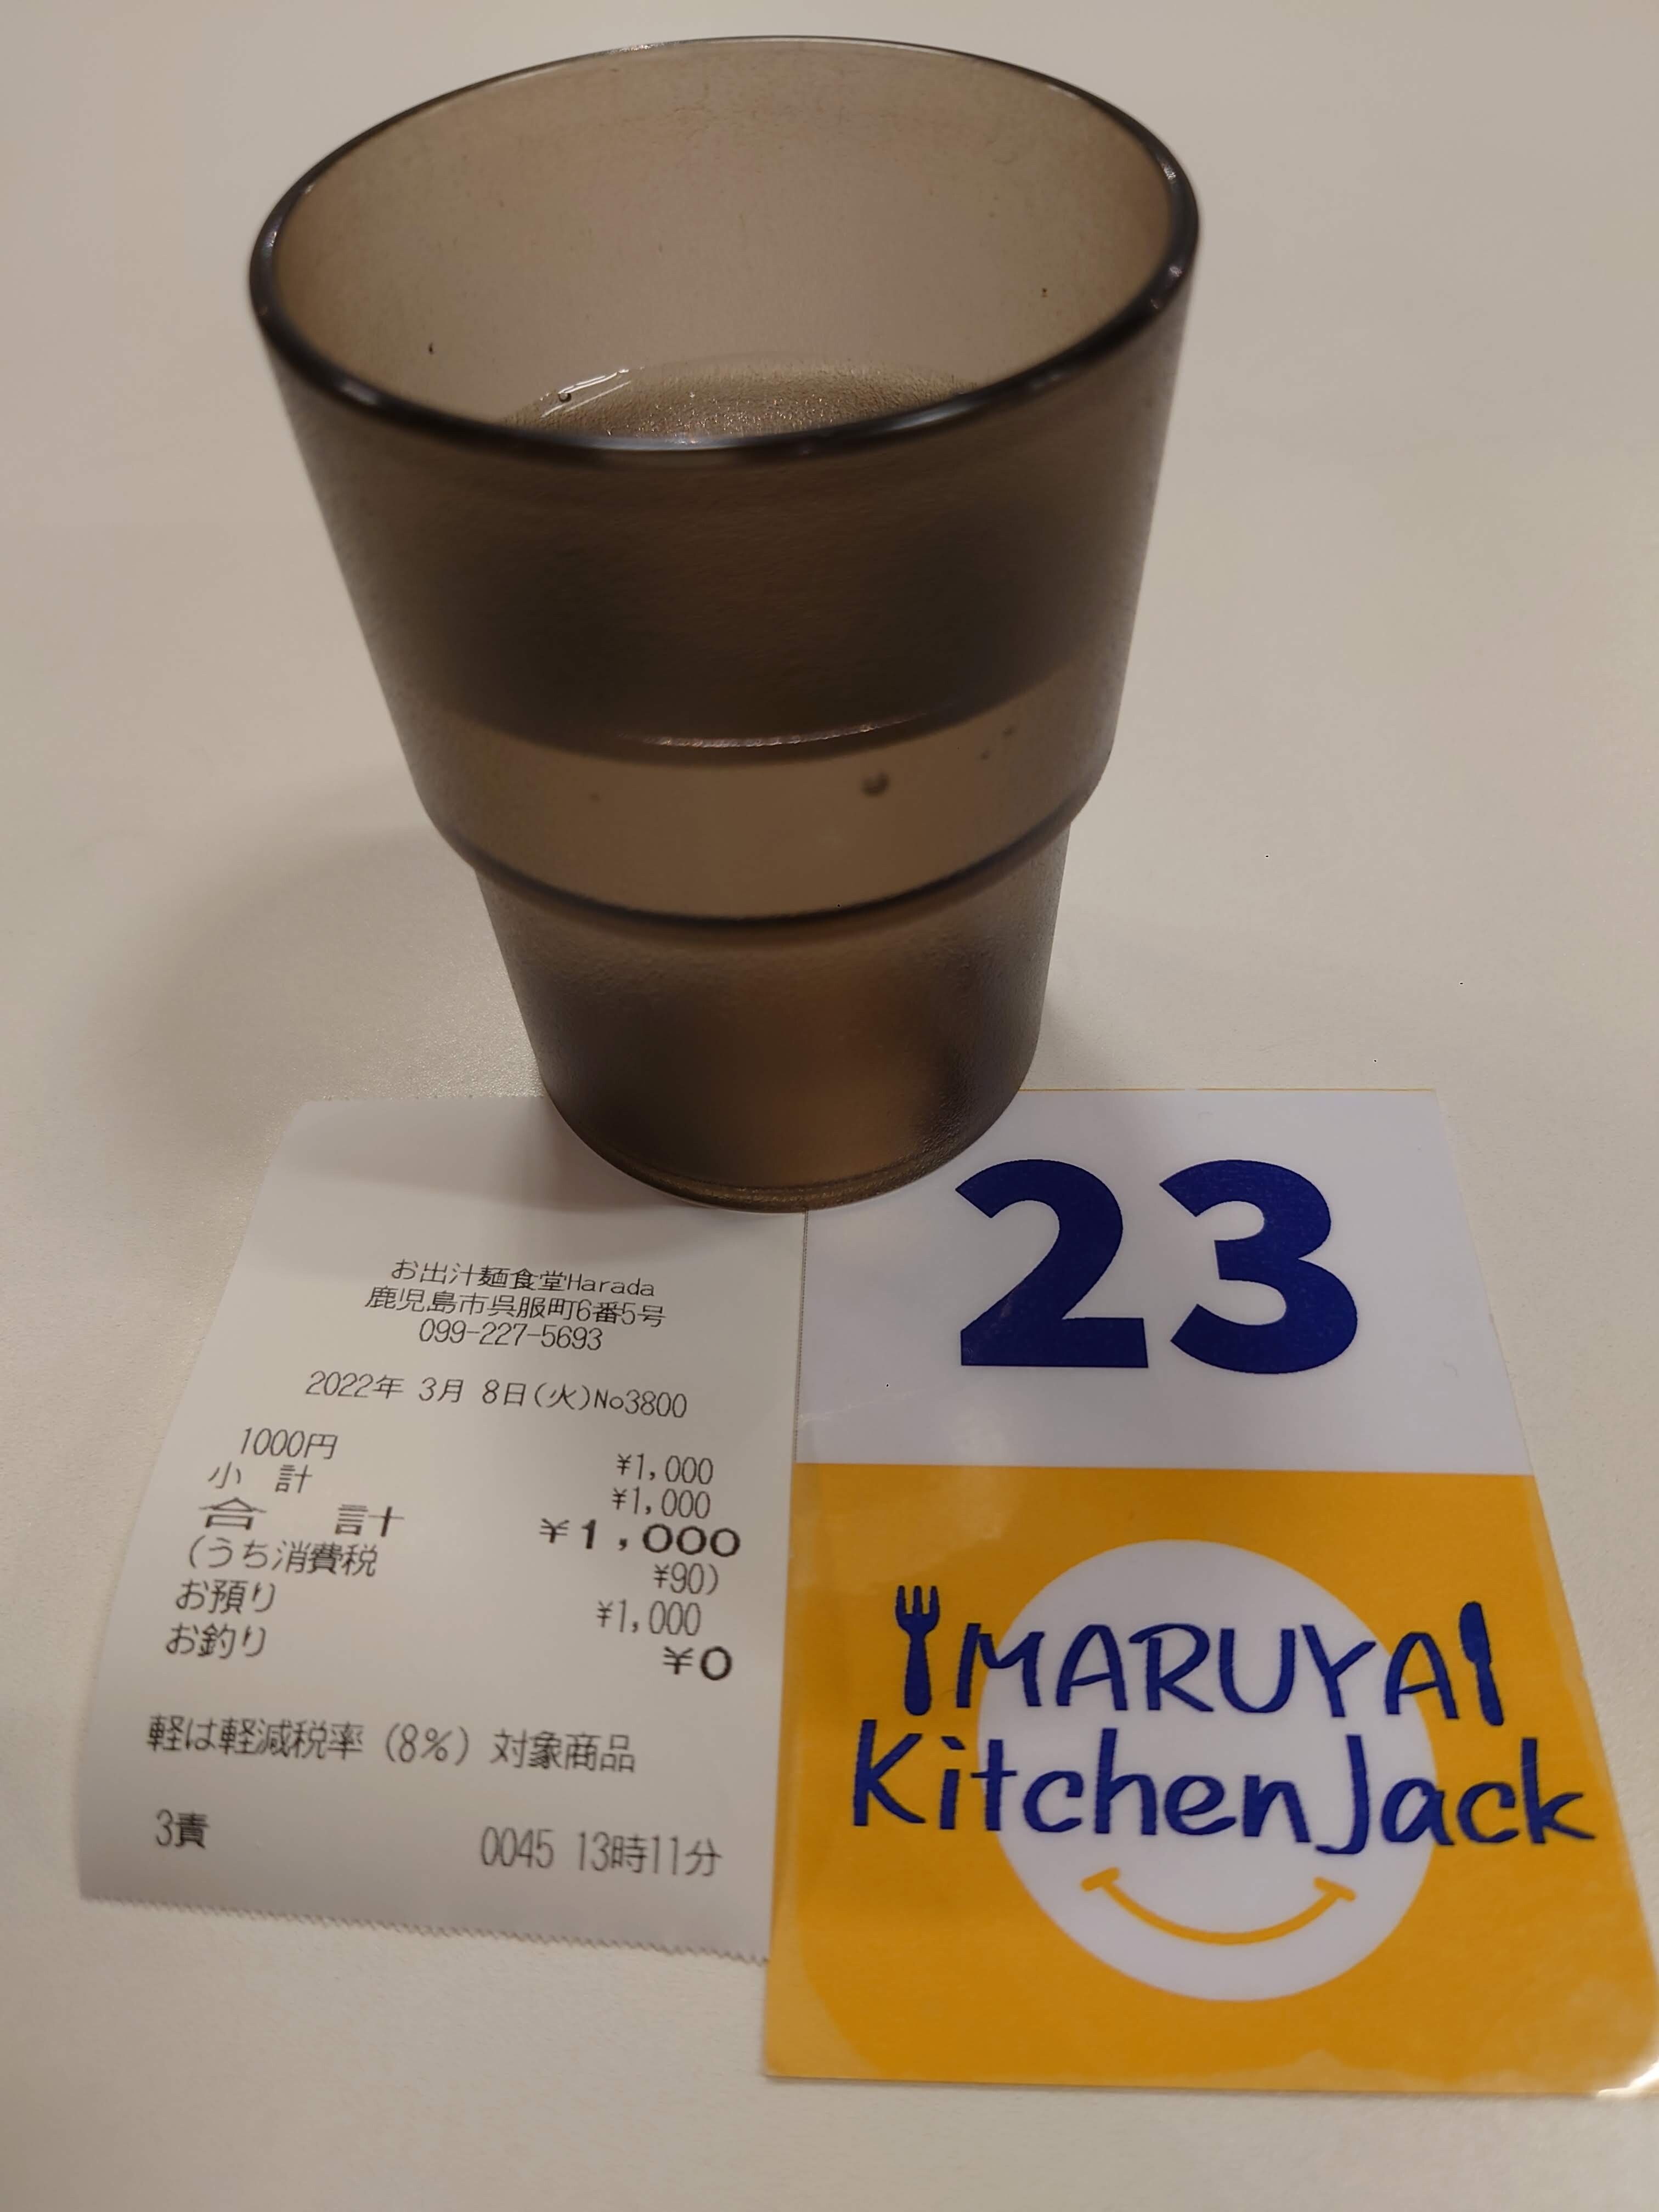 お出汁麺食堂Harada
鹿児島市呉服町6番5号
099-227-5693
2022年 3月 8日(火)No3800
1000円 ¥1,000
小 計 ¥1,000
合 計 ¥1,000
(うち消費税 ¥90)
お預り ¥1,000
お釣り ¥0
軽は軽減税率（8%）対象商品
3責 0045 13時11分
23
MARUYA
Kitchen Jack